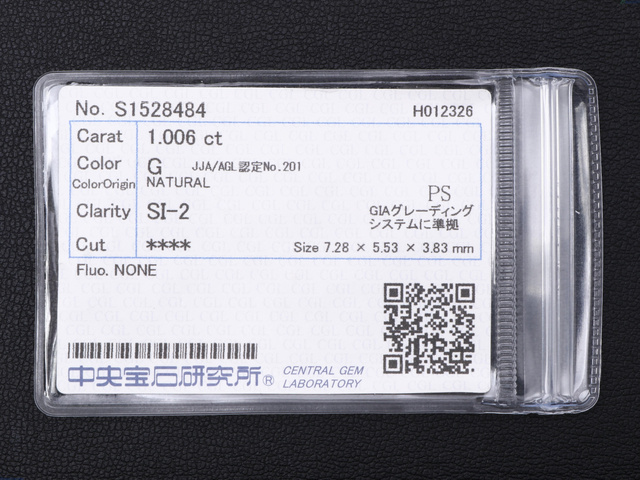 No. S1528484 H012326
Carat 1.006 ct
Color G JJA/AGL認定No.201
ColorOrigin NATURAL
Clarity SI-2 PS
GIAグレーディング
システムに準拠
Cut **** Size 7.28 × 5.53 × 3.83 mm
Fluo. NONE
中央宝石研究所® CENTRAL GEM
LABORATORY